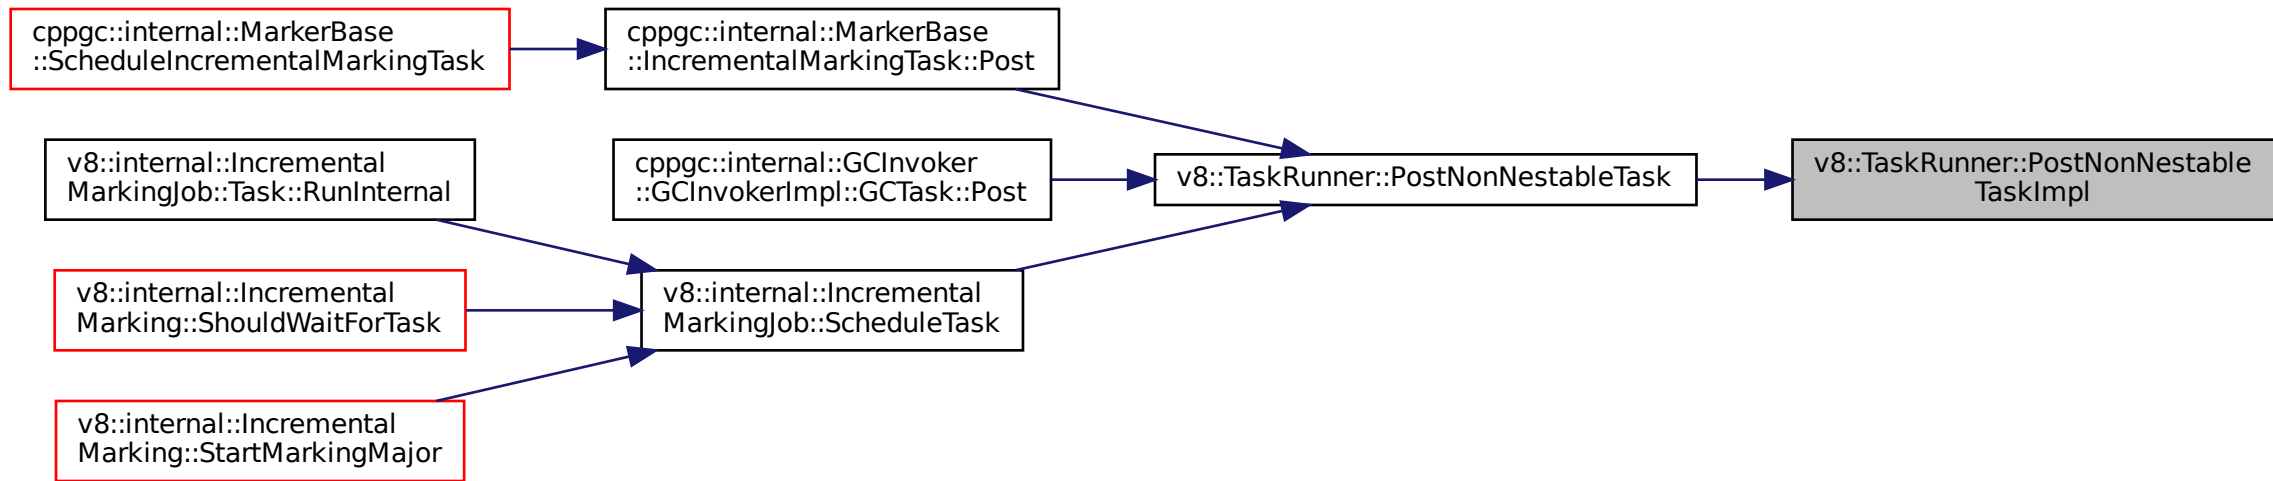 cppgc::internal::MarkerBase
::ScheduleIncrementalMarkingTask
cppgc::internal::MarkerBase
::IncrementalMarkingTask::Post
v8::internal::Incremental
MarkingJob::Task::RunInternal
cppgc::internal::GCInvoker
::GCInvokerImpl::GCTask::Post
v8::TaskRunner::PostNonNestableTask
v8::TaskRunner::PostNonNestable
TaskImpl
v8::internal::Incremental
Marking::ShouldWaitForTask
v8::internal::Incremental
MarkingJob::ScheduleTask
v8::internal::Incremental
Marking::StartMarkingMajor